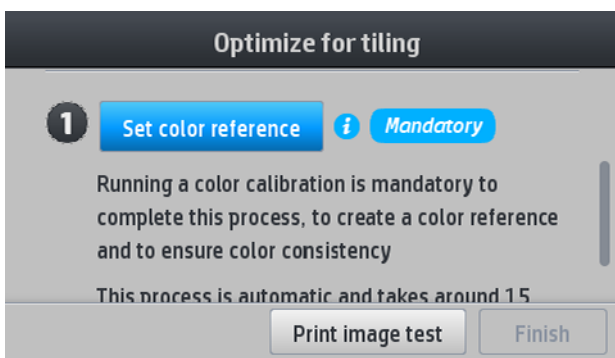 Optimize for tiling
1 Set color reference i Mandatory
Running a color calibration is mandatory to
complete this process, to create a color reference
and to ensure color consistency
This process is automatic and takes around 15
Print image test Finish